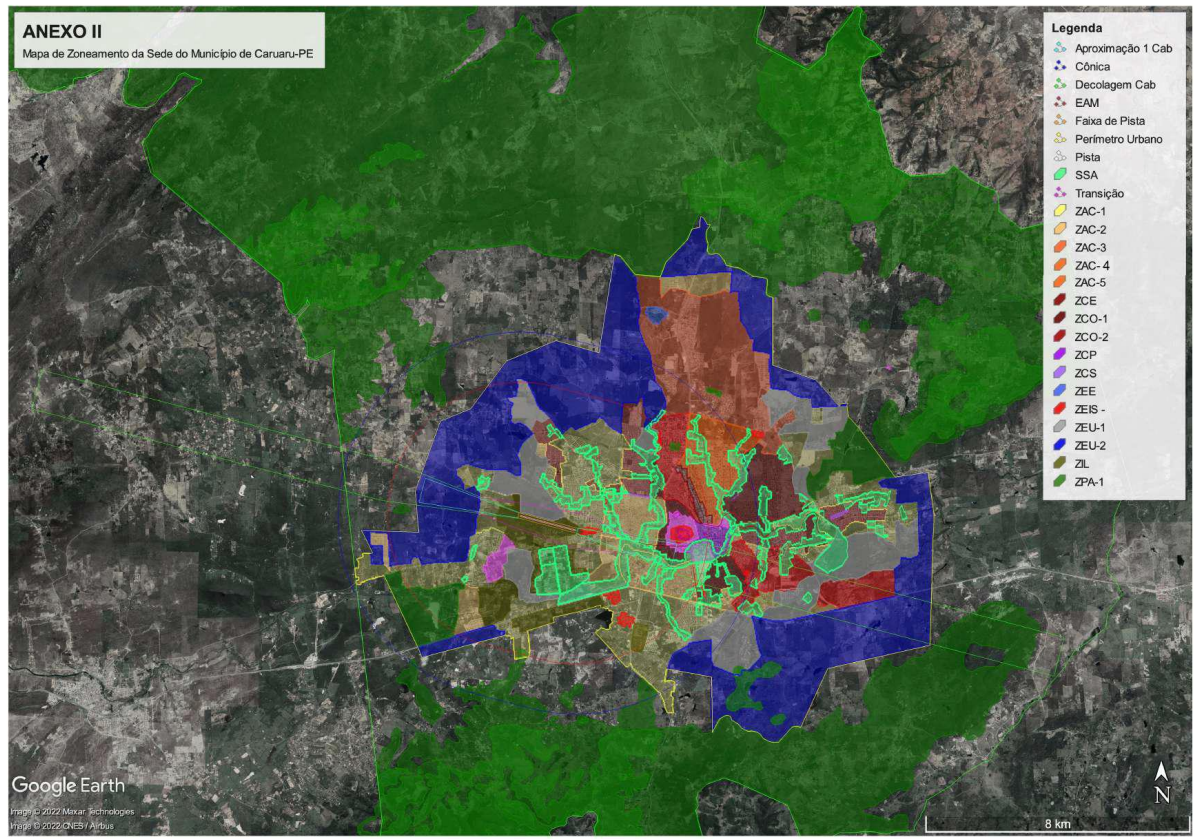 ANEXO II
Mapa de Zoneamento da Sede do Município de Caruaru-PE
Legenda
Aproximação 1 Cab
Cônica
Decolagem Cab
EAM
Faixa de Pista
Perímetro Urbano
Pista
SSA
Transição
ZAC-1
ZAC-2
ZAC-3
ZAC- 4
ZAC-5
ZCE
ZCO-1
ZCO-2
ZCP
ZCS
ZEE
ZEIS -
ZEU-1
ZEU-2
ZIL
ZPA-1
Google Earth
Image © 2022 Maxar Technologies
Image © 2022 CNES / Airbus
N
8 km